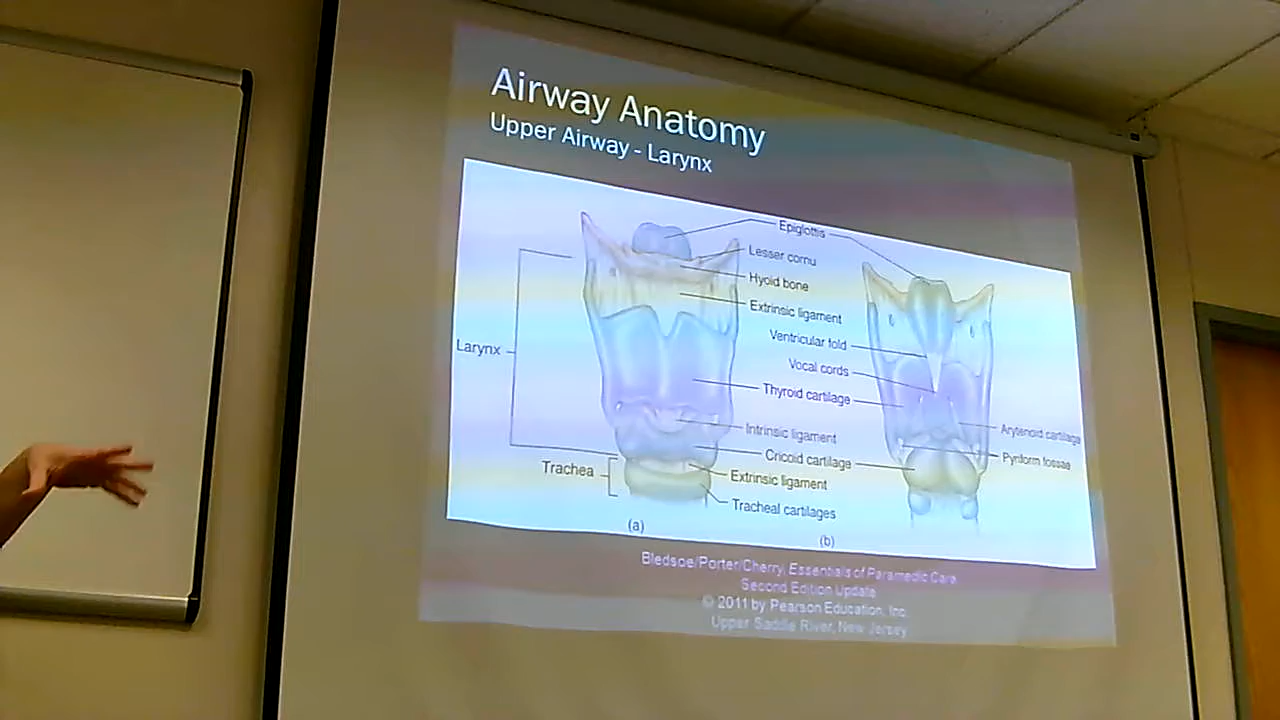 Airway Anatomy
Upper Airway - Larynx
Epiglottis
Lesser cornu
Hyoid bone
Extrinsic ligament
Ventricular fold
Larynx
Vocal cords
Thyroid cartilage
Intrinsic ligament
Arytenoid cartilage
Cricoid cartilage
Pyriform fossae
Trachea
Extrinsic ligament
Tracheal cartilages
(a)
(b)
Bledsoe/Porter/Cherry, Essentials of Paramedic Care
Second Edition Update
© 2011 by Pearson Education, Inc.
Upper Saddle River, New Jersey